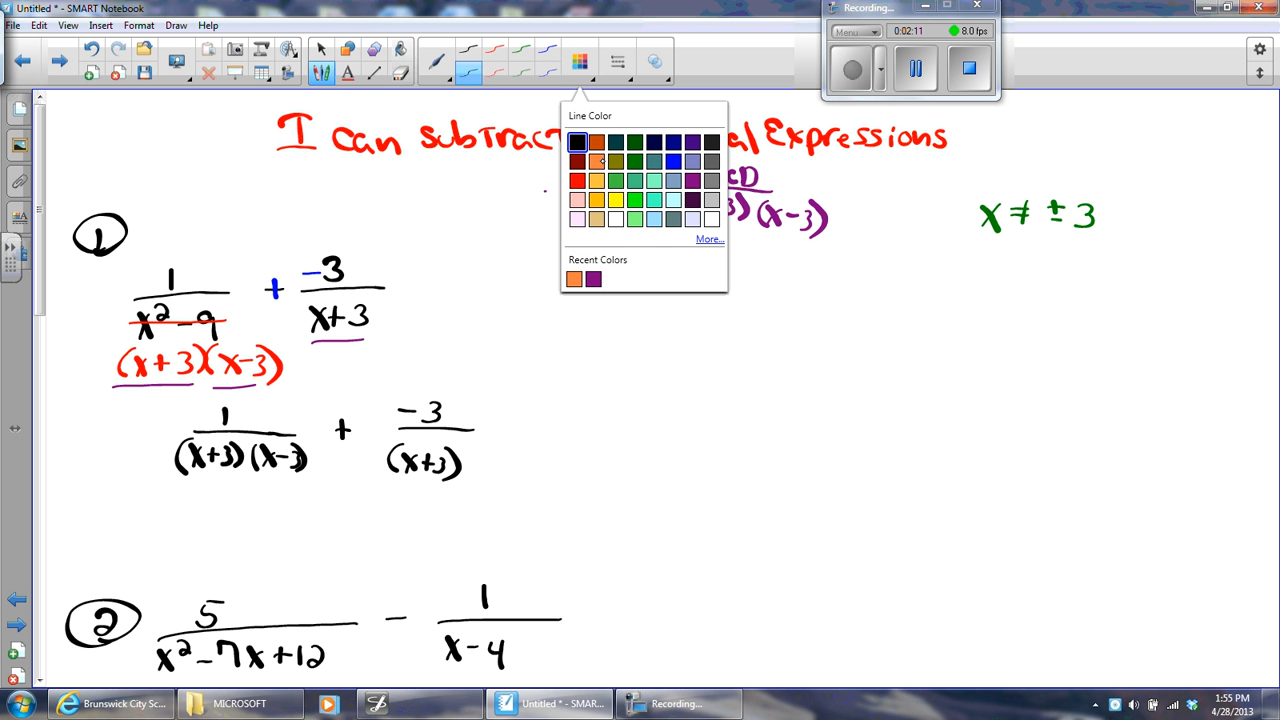 Untitled * - SMART Notebook
File Edit View Insert Format Tools Draw Help
Recording...
Menu 0:02:11 8.0 fps
Line Color
More...
Recent Colors
I can subtract al Expressions
CD
3) (x-3)
x ≠ ± 3
1
1 + -3
x² - 9 x+3
(x+3)(x-3)
1 + -3
(x+3)(x-3) (x+3)
2
5 - 1
x² - 7x + 12 x - 4
Brunswick City Sc... MICROSOFT Untitled * - SMAR... Recording...
1:55 PM
4/28/2013